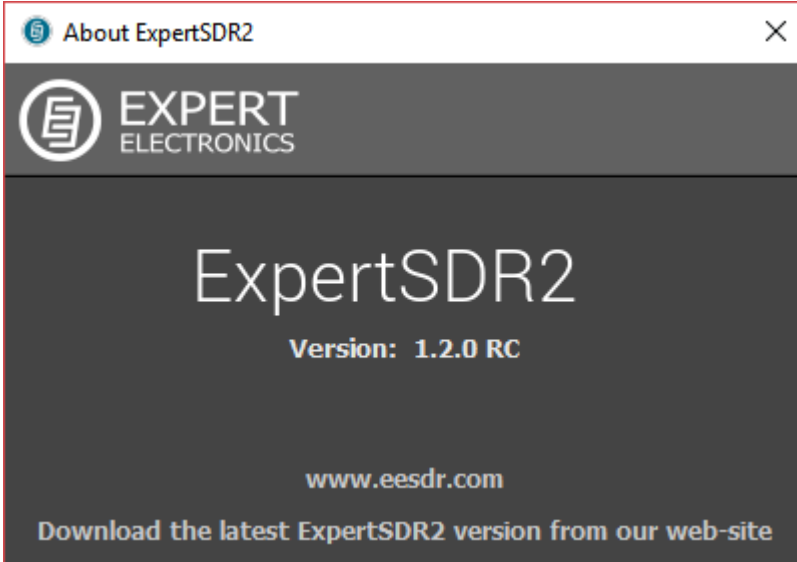 About ExpertSDR2
EXPERT
ELECTRONICS
ExpertSDR2
Version: 1.2.0 RC
www.eesdr.com
Download the latest ExpertSDR2 version from our web-site